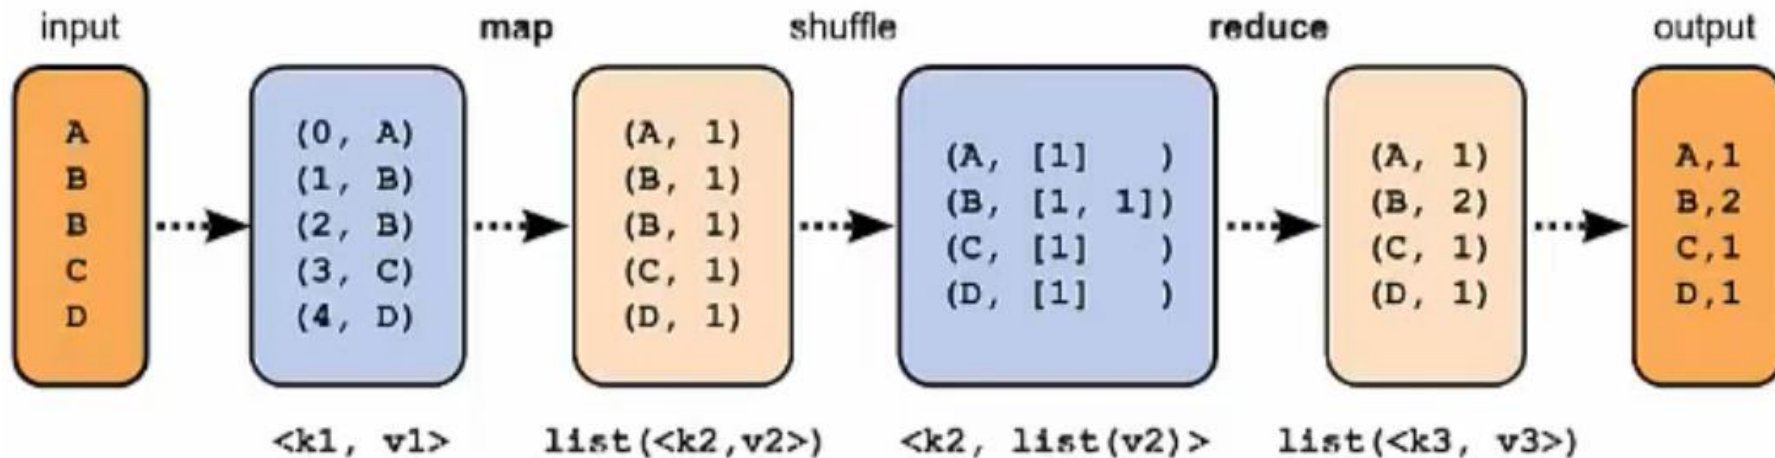 input map shuffle reduce output
A
B
B
C
D
(0, A)
(1, B)
(2, B)
(3, C)
(4, D)
(A, 1)
(B, 1)
(B, 1)
(C, 1)
(D, 1)
(A, [1] )
(B, [1, 1])
(C, [1] )
(D, [1] )
(A, 1)
(B, 2)
(C, 1)
(D, 1)
A,1
B,2
C,1
D,1
<k1, v1> list(<k2,v2>) <k2, list(v2)> list(<k3, v3>)